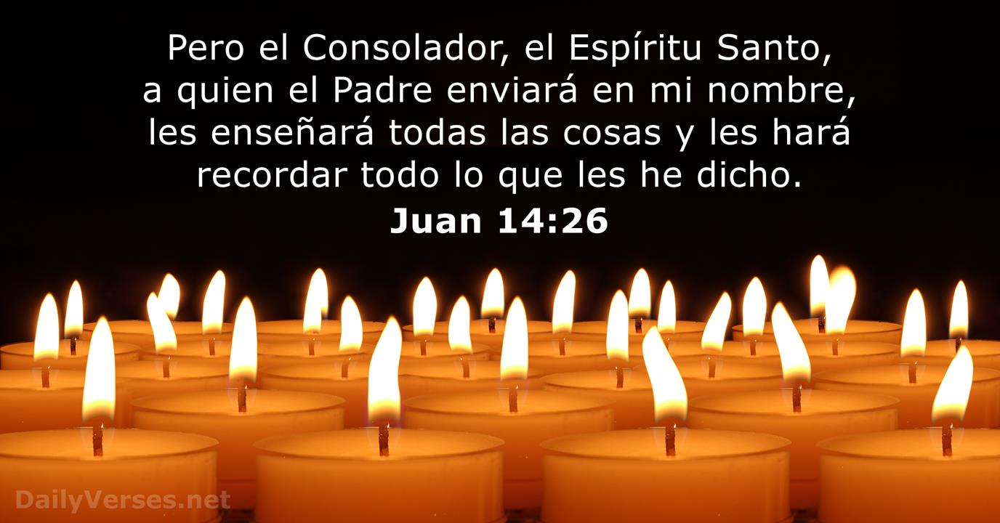 Pero el Consolador, el Espíritu Santo,
a quien el Padre enviará en mi nombre,
les enseñará todas las cosas y les hará
recordar todo lo que les he dicho.
Juan 14:26
DailyVerses.net